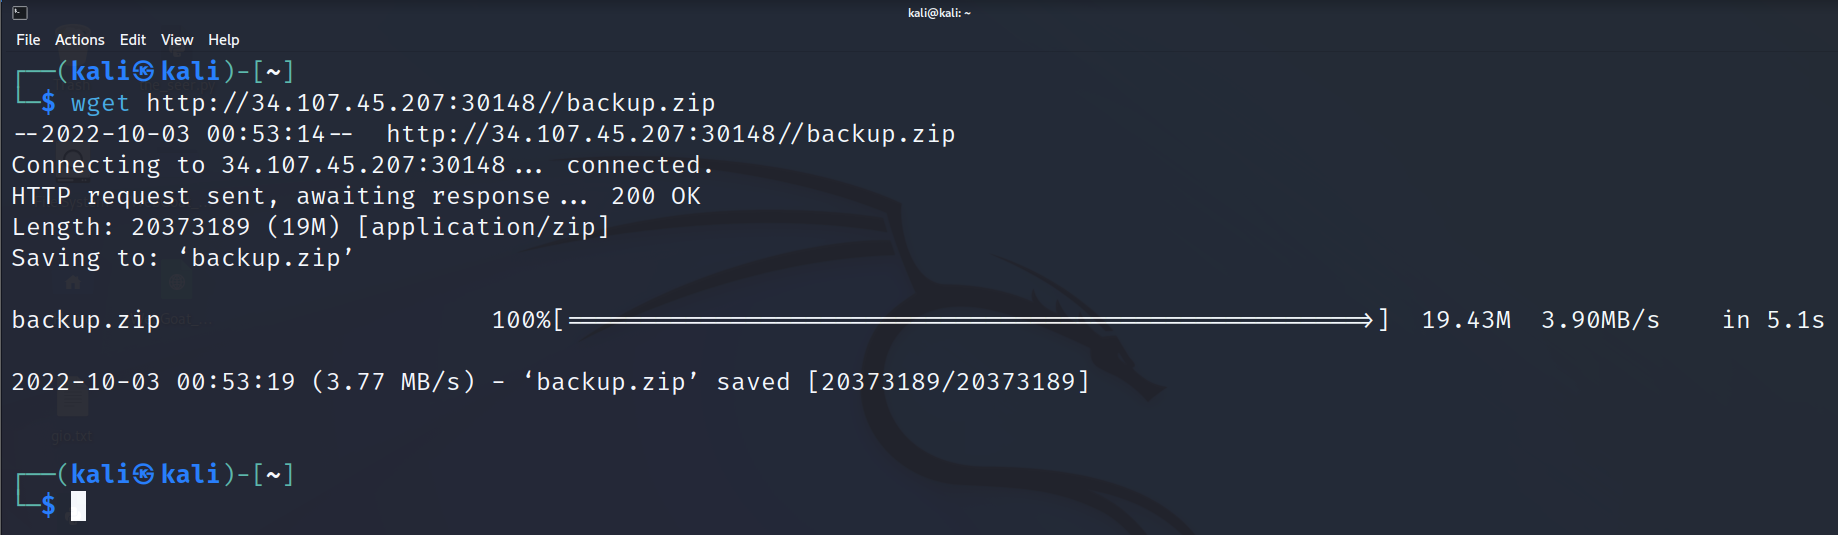 kali@kali: ~
File Actions Edit View Help
┌──(kali㉿kali)-[~]
└─$ wget http://34.107.45.207:30148//backup.zip
--2022-10-03 00:53:14-- http://34.107.45.207:30148//backup.zip
Connecting to 34.107.45.207:30148... connected.
HTTP request sent, awaiting response... 200 OK
Length: 20373189 (19M) [application/zip]
Saving to: ‘backup.zip’
backup.zip 100%[===================================================>] 19.43M 3.90MB/s in 5.1s
2022-10-03 00:53:19 (3.77 MB/s) - ‘backup.zip’ saved [20373189/20373189]
┌──(kali㉿kali)-[~]
└─$